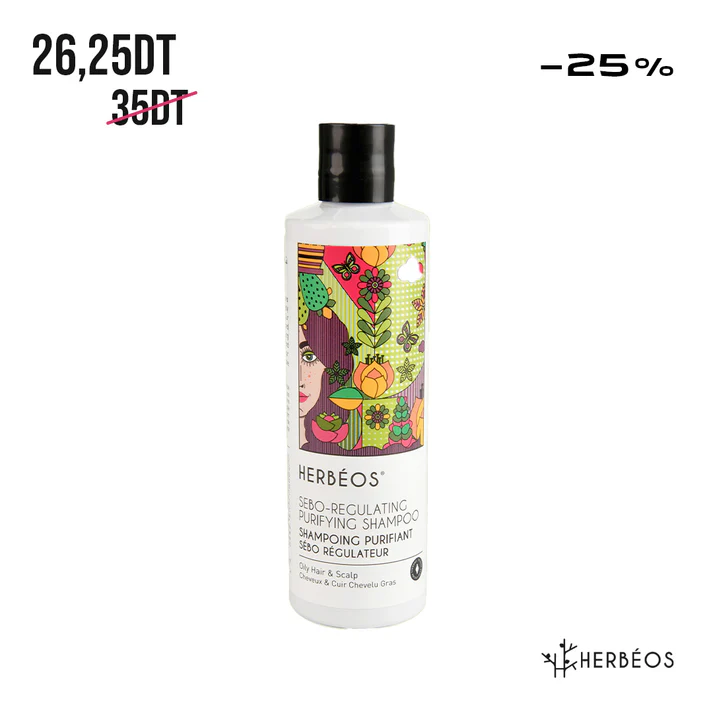 26,25DT
35DT
–25%
HERBÉOS®
SEBO-REGULATING
PURIFYING SHAMPOO
SHAMPOING PURIFIANT
SÉBO RÉGULATEUR
Oily Hair & Scalp
Cheveux & Cuir Chevelu Gras
HERBÉOS